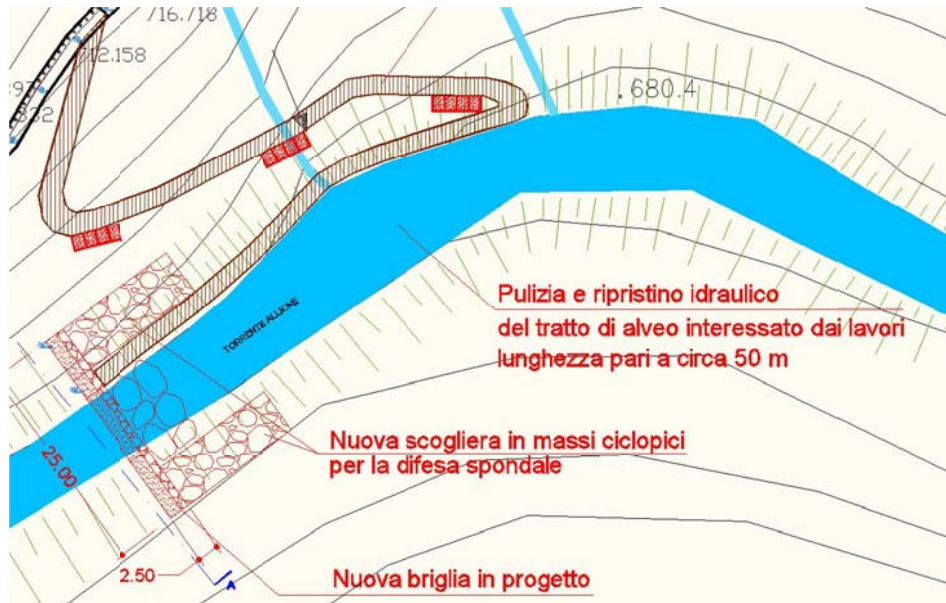 716.718
712.158
680.4
Pulizia e ripristino idraulico
del tratto di alveo interessato dai lavori
lunghezza pari a circa 50 m
TORRENTE ALLIONE
Nuova scogliera in massi ciclopici
per la difesa spondale
25.00
2.50
A
Nuova briglia in progetto